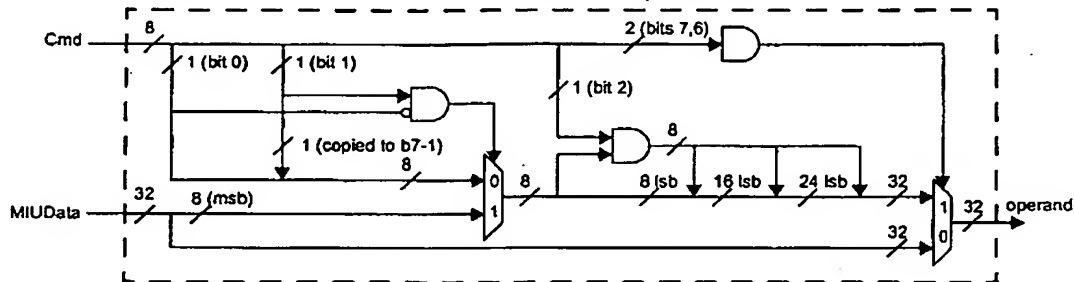 Cmd
8
2 (bits 7,6)
1 (bit 0)
1 (bit 1)
1 (bit 2)
1 (copied to b7-1)
8
8
0
1
8
8 lsb
16 lsb
24 lsb
32
MIUData
32
8 (msb)
1
0
32
operand
32